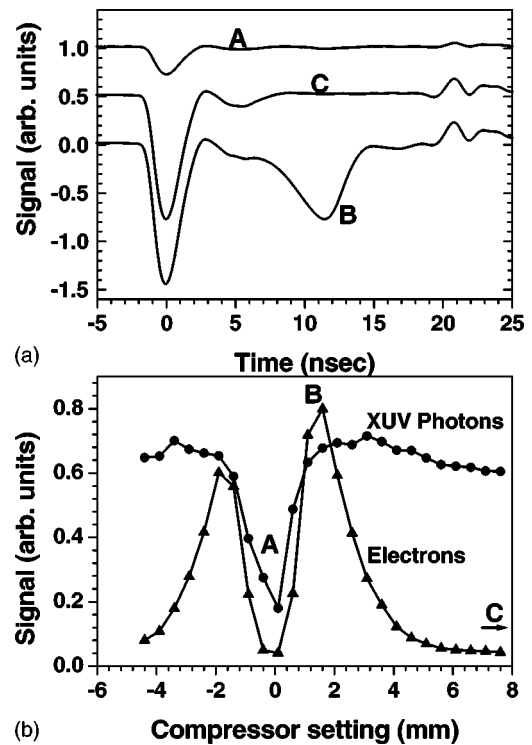 1.0
0.5
0.0
-0.5
-1.0
-1.5
Signal (arb. units)
A
C
B
-5 0 5 10 15 20 25
(a)
Time (nsec)
0.8
0.6
0.4
0.2
0.0
Signal (arb. units)
B
XUV Photons
A
Electrons
C
-6 -4 -2 0 2 4 6 8
(b)
Compressor setting (mm)